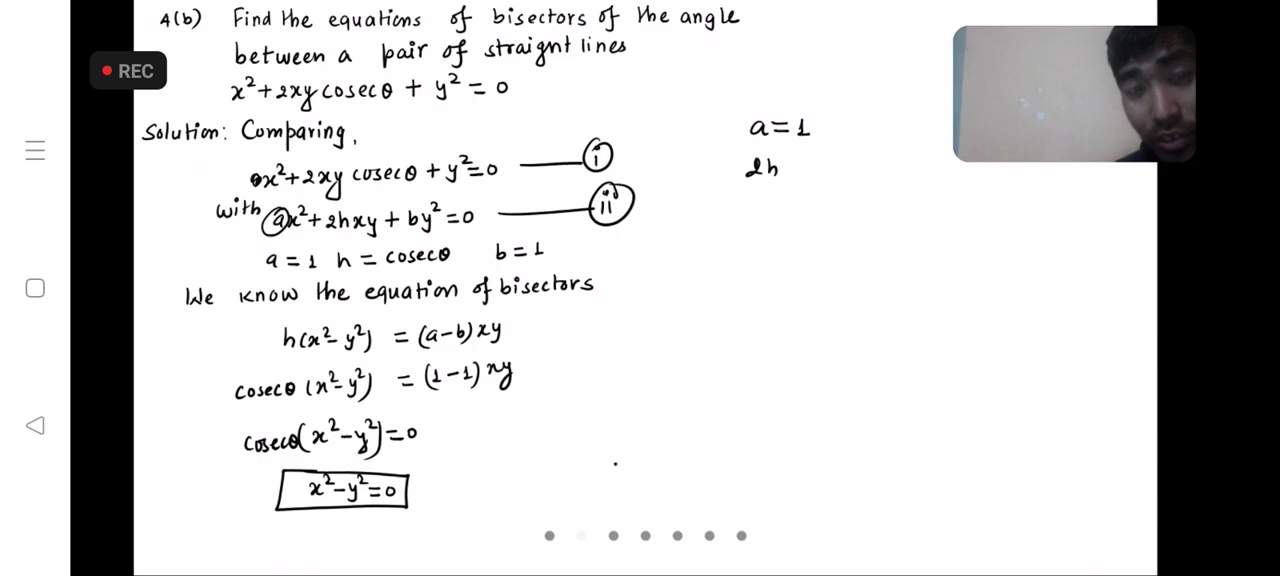 4(b) Find the equations of bisectors of the angle
between a pair of straignt lines
x²+2xy cosecθ + y² = 0
REC
Solution: Comparing,
x²+2xy cosecθ + y²=0 (i)
with ax²+2hxy + by² =0 (ii)
a = 1 h = cosecθ b = 1
We know the equation of bisectors
h(x²-y²) = (a-b)xy
cosecθ (x²-y²) = (1-1)xy
cosecθ(x²-y²)=0
x²-y²=0
a=1
2h